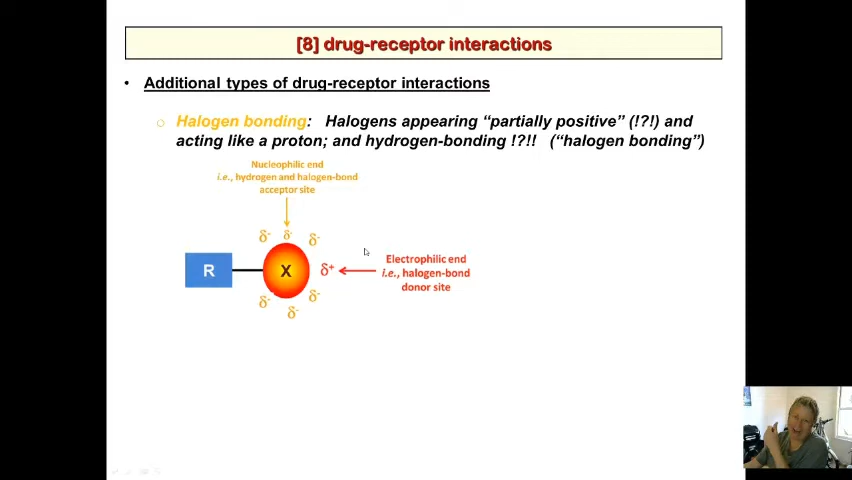 [8] drug-receptor interactions
• Additional types of drug-receptor interactions
o Halogen bonding: Halogens appearing “partially positive” (!?!) and
acting like a proton; and hydrogen-bonding !?!! (“halogen bonding”)
Nucleophilic end
i.e., hydrogen and halogen-bond
acceptor site
δ- δ- δ-
R X δ+
Electrophilic end
i.e., halogen-bond
donor site
δ- δ- δ-